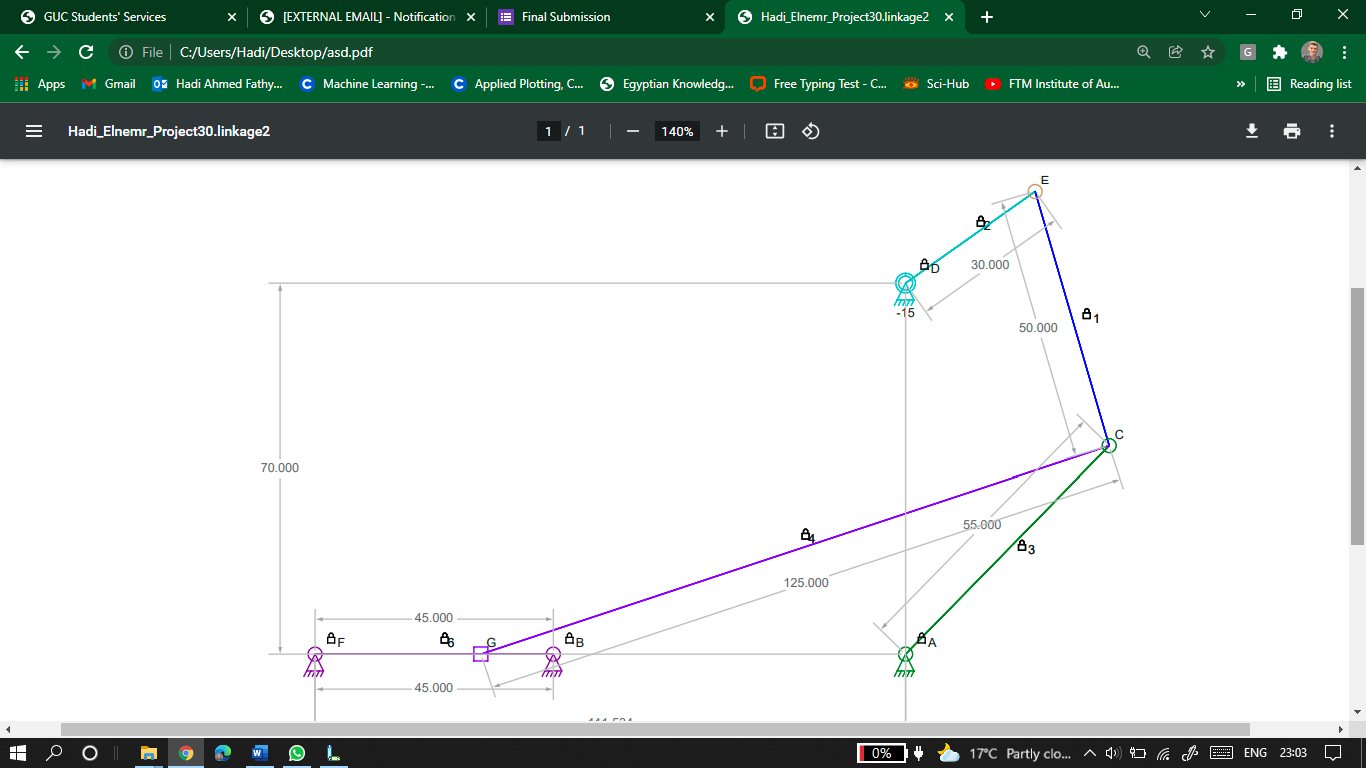 GUC Students' Services
[EXTERNAL EMAIL] - Notification
Final Submission
Hadi_Elnemr_Project30.linkage2
File
C:/Users/Hadi/Desktop/asd.pdf
G
Apps
Gmail
Hadi Ahmed Fathy...
Machine Learning -...
Applied Plotting, C...
Egyptian Knowledg...
Free Typing Test - C...
Sci-Hub
FTM Institute of Au...
»
Reading list
Hadi_Elnemr_Project30.linkage2
1 / 1
140%
E
2
D
30.000
-15
50.000
1
C
70.000
55.000
4
3
125.000
45.000
F
6
G
B
A
45.000
0%
17°C Partly clo...
ENG
23:03